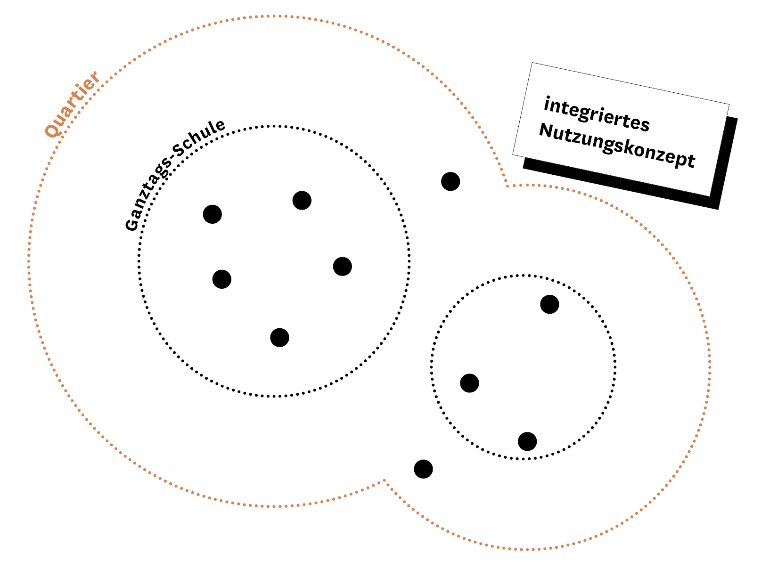 Quartier
Ganztags-Schule
integriertes
Nutzungskonzept